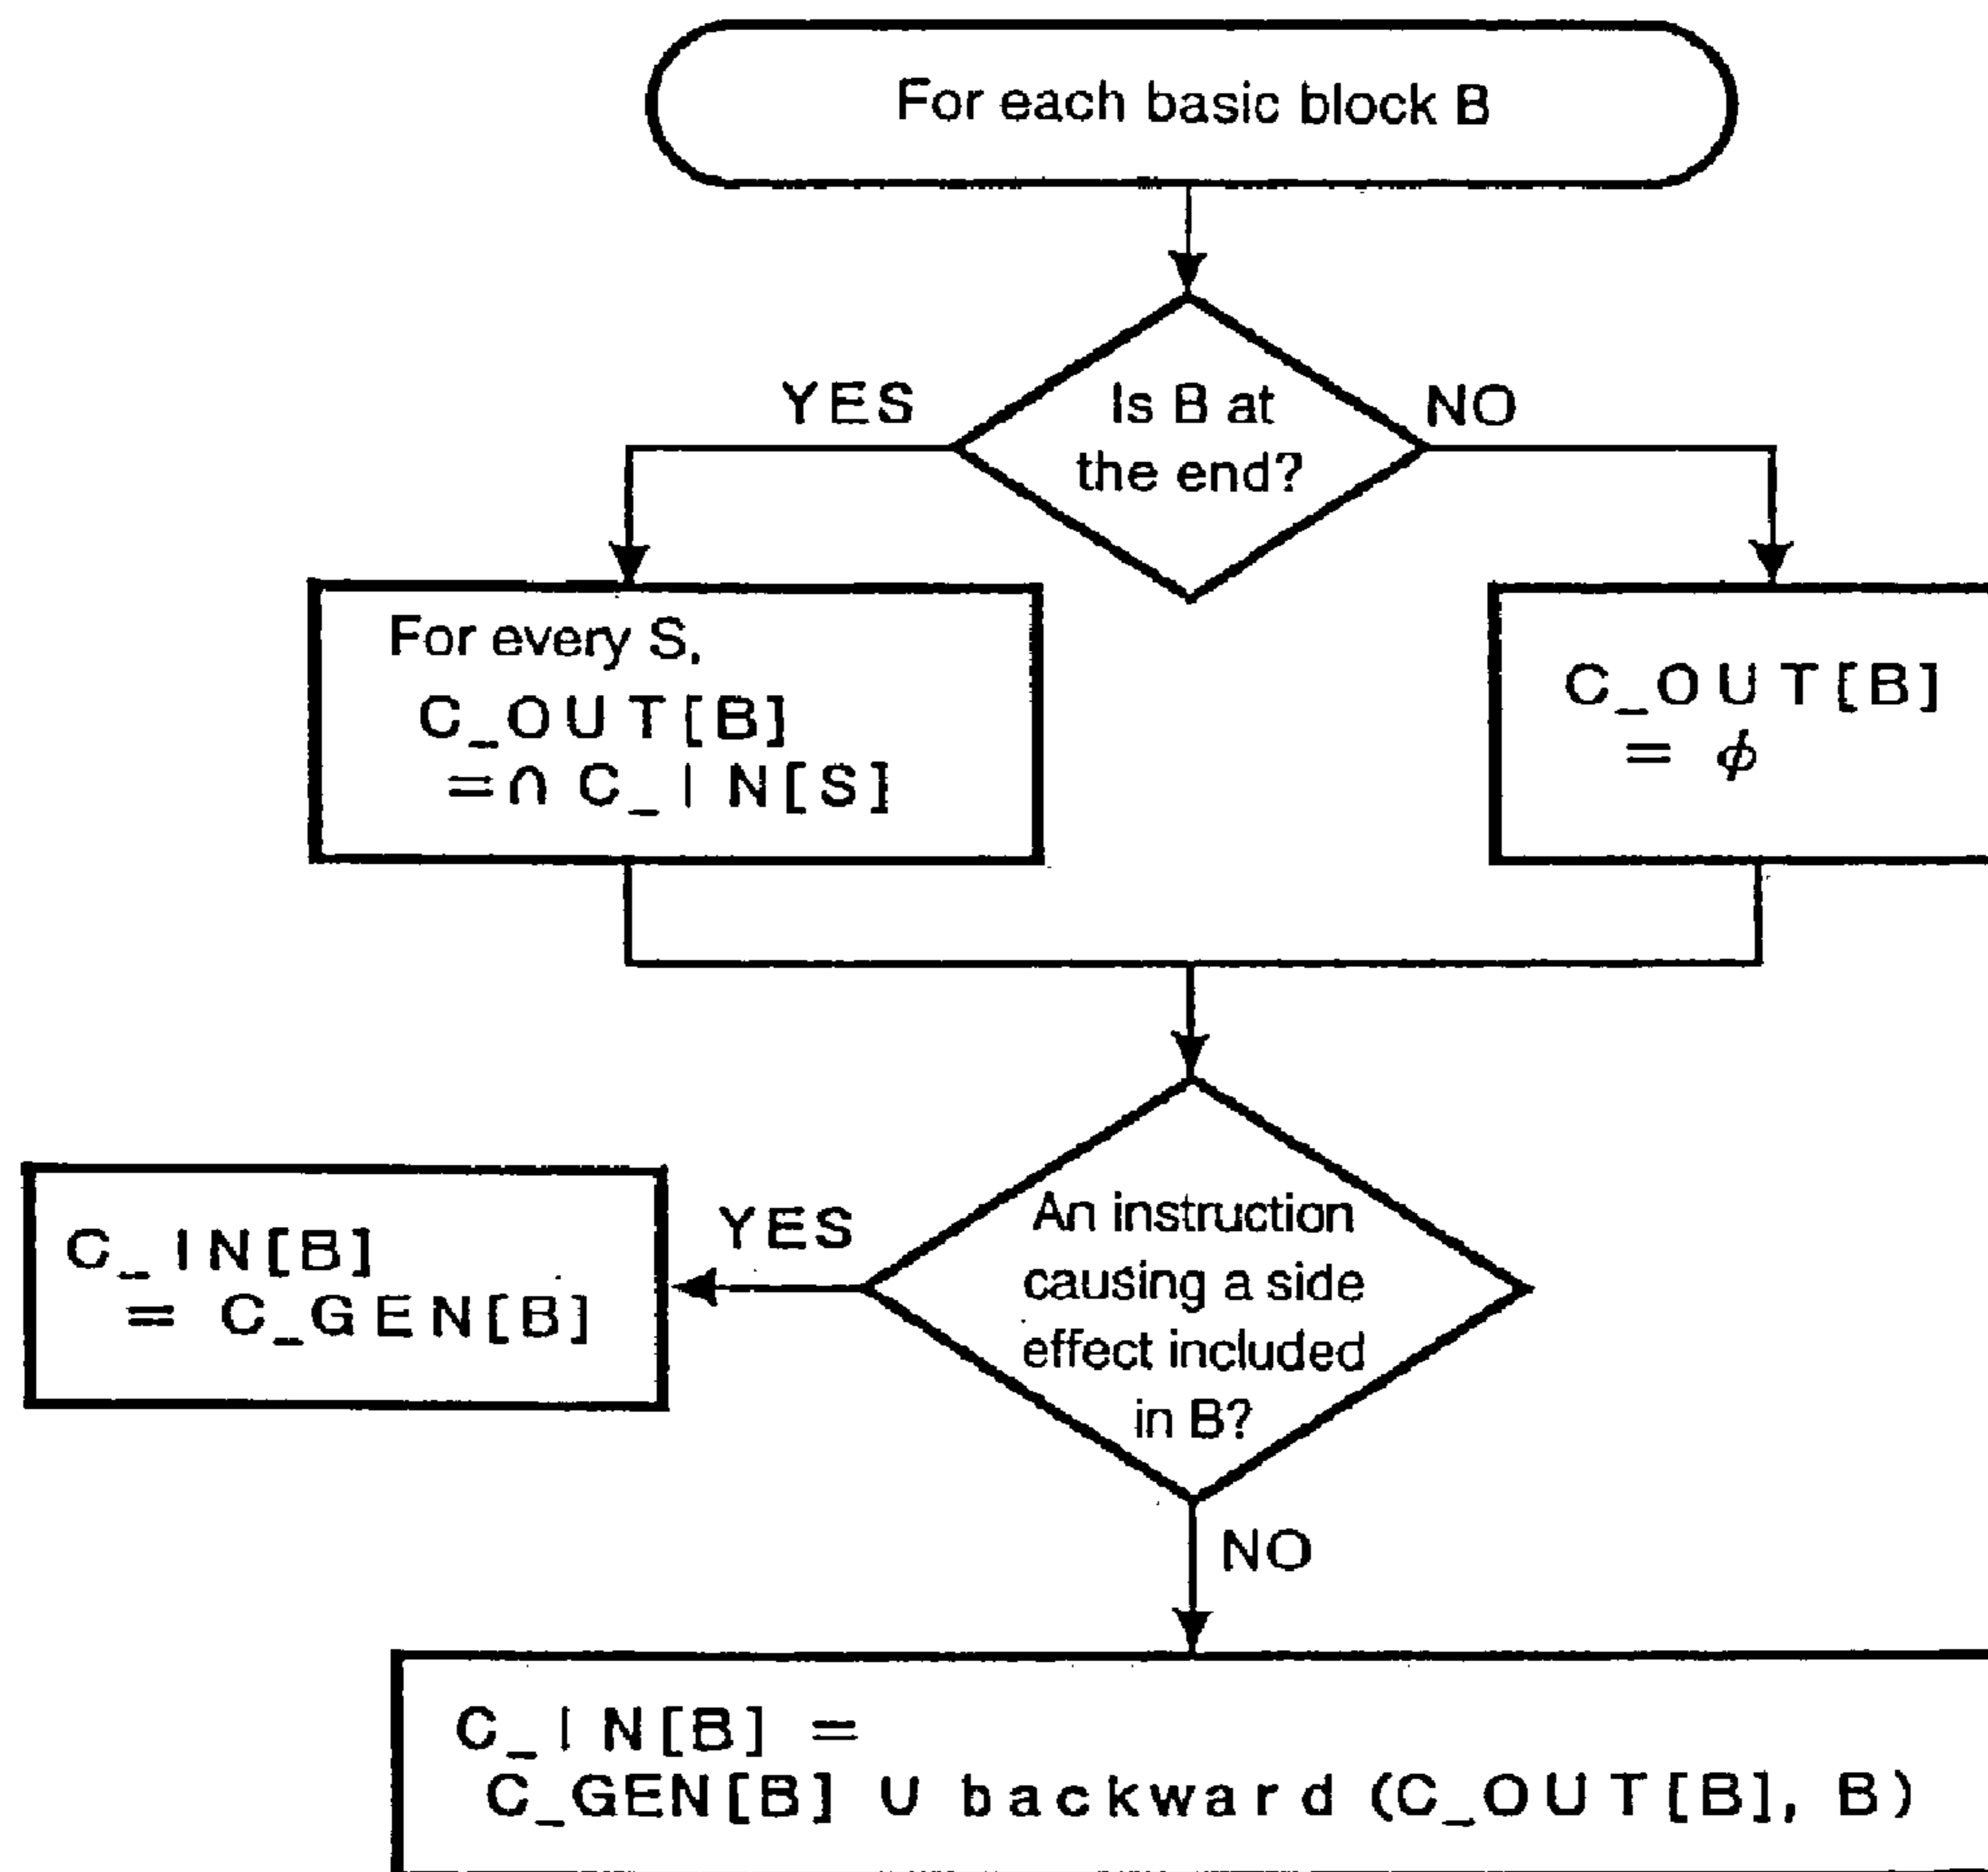 For each basic block B
YES
Is B at
the end?
NO
For every S,
C_OUT[B]
=∩ C_IN[S]
C_OUT[B]
= ϕ
C_IN[B]
= C_GEN[B]
YES
An instruction
causing a side
effect included
in B?
NO
C_IN[B] =
C_GEN[B] U backward (C_OUT[B], B)